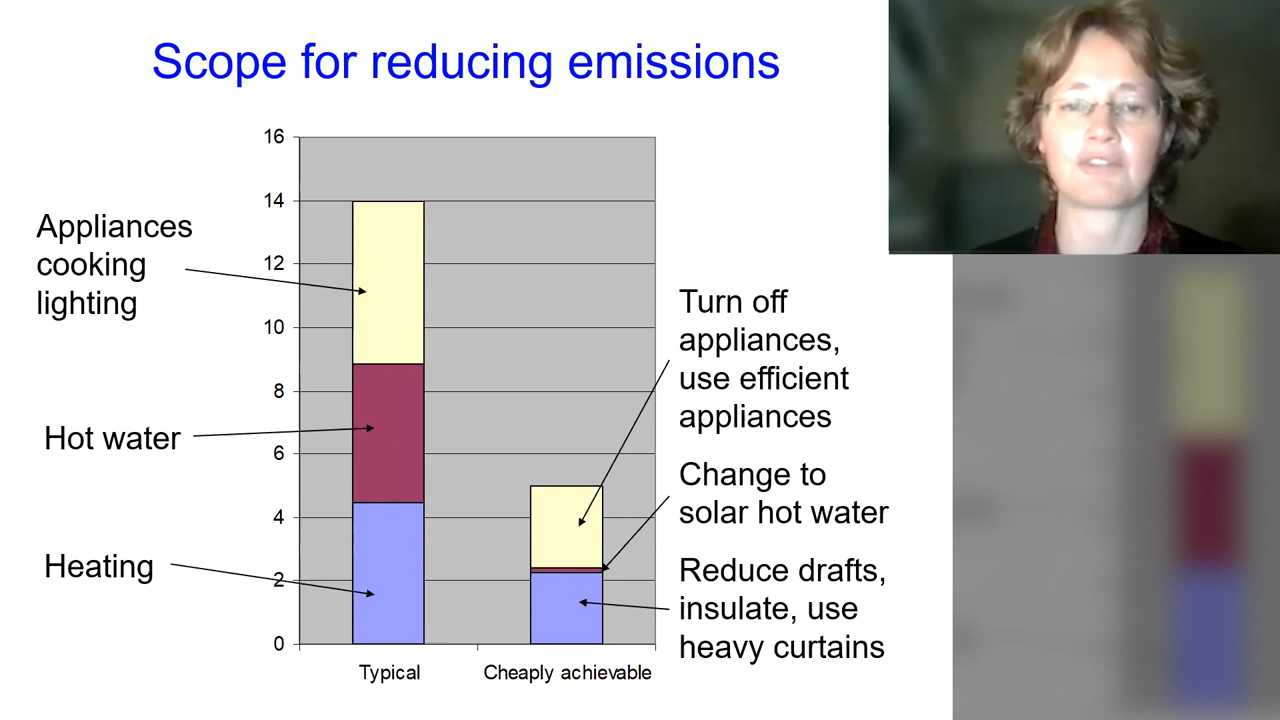 Scope for reducing emissions
16
14
12
10
8
6
4
2
0
Appliances
cooking
lighting
Hot water
Heating
Turn off
appliances,
use efficient
appliances
Change to
solar hot water
Reduce drafts,
insulate, use
heavy curtains
Typical
Cheaply achievable